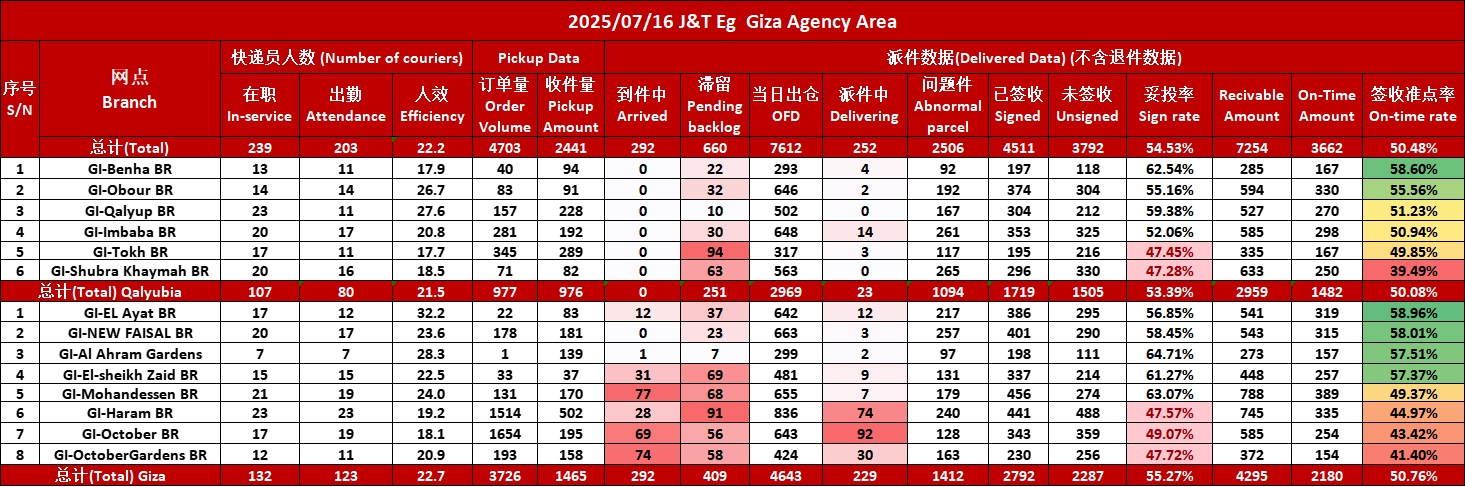 2025/07/16 J&T Eg  Giza Agency Area
序号 S/N 网点 Branch 快递员人数 (Number of couriers) Pickup Data 派件数据(Delivered Data) (不含退件数据)
在职 In-service 出勤 Attendance 人效 Efficiency 订单量 Order Volume 收件量 Pickup Amount 到件中 Arrived 滞留 Pending backlog 当日出仓 OFD 派件中 Delivering 问题件 Abnormal parcel 已签收 Signed 未签收 Unsigned 妥投率 Sign rate Recivable Amount On-Time Amount 签收准点率 On-time rate
总计(Total) 239 203 22.2 4703 2441 292 660 7612 252 2506 4511 3792 54.53% 7254 3662 50.48%
1 GI-Benha BR 13 11 17.9 40 94 0 22 293 4 92 197 118 62.54% 285 167 58.60%
2 GI-Obour BR 14 14 26.7 83 91 0 32 646 2 192 374 304 55.16% 594 330 55.56%
3 GI-Qalyup BR 23 11 27.6 157 228 0 10 502 0 167 304 212 59.38% 527 270 51.23%
4 GI-Imbaba BR 20 17 20.8 281 192 0 30 648 14 261 353 325 52.06% 585 298 50.94%
5 GI-Tokh BR 17 11 17.7 345 289 0 94 317 3 117 195 216 47.45% 335 167 49.85%
6 GI-Shubra Khaymah BR 20 16 18.5 71 82 0 63 563 0 265 296 330 47.28% 633 250 39.49%
总计(Total) Qalyubia 107 80 21.5 977 976 0 251 2969 23 1094 1719 1505 53.39% 2959 1482 50.08%
1 GI-EL Ayat BR 17 12 32.2 22 83 12 37 642 12 217 386 295 56.85% 541 319 58.96%
2 GI-NEW FAISAL BR 20 17 23.6 178 181 0 23 663 3 257 401 290 58.45% 543 315 58.01%
3 GI-Al Ahram Gardens 7 7 28.3 1 139 1 7 299 2 97 198 111 64.71% 273 157 57.51%
4 GI-El-sheikh Zaid BR 15 15 22.5 33 37 31 69 481 9 131 337 214 61.27% 448 257 57.37%
5 GI-Mohandessen BR 21 19 24.0 131 170 77 68 655 7 179 456 274 63.07% 788 389 49.37%
6 GI-Haram BR 23 23 19.2 1514 502 28 91 836 74 240 441 488 47.57% 745 335 44.97%
7 GI-October BR 17 19 18.1 1654 195 69 56 643 92 128 343 359 49.07% 585 254 43.42%
8 GI-OctoberGardens BR 12 11 20.9 193 158 74 58 424 30 163 230 256 47.72% 372 154 41.40%
总计(Total) Giza 132 123 22.7 3726 1465 292 409 4643 229 1412 2792 2287 55.27% 4295 2180 50.76%